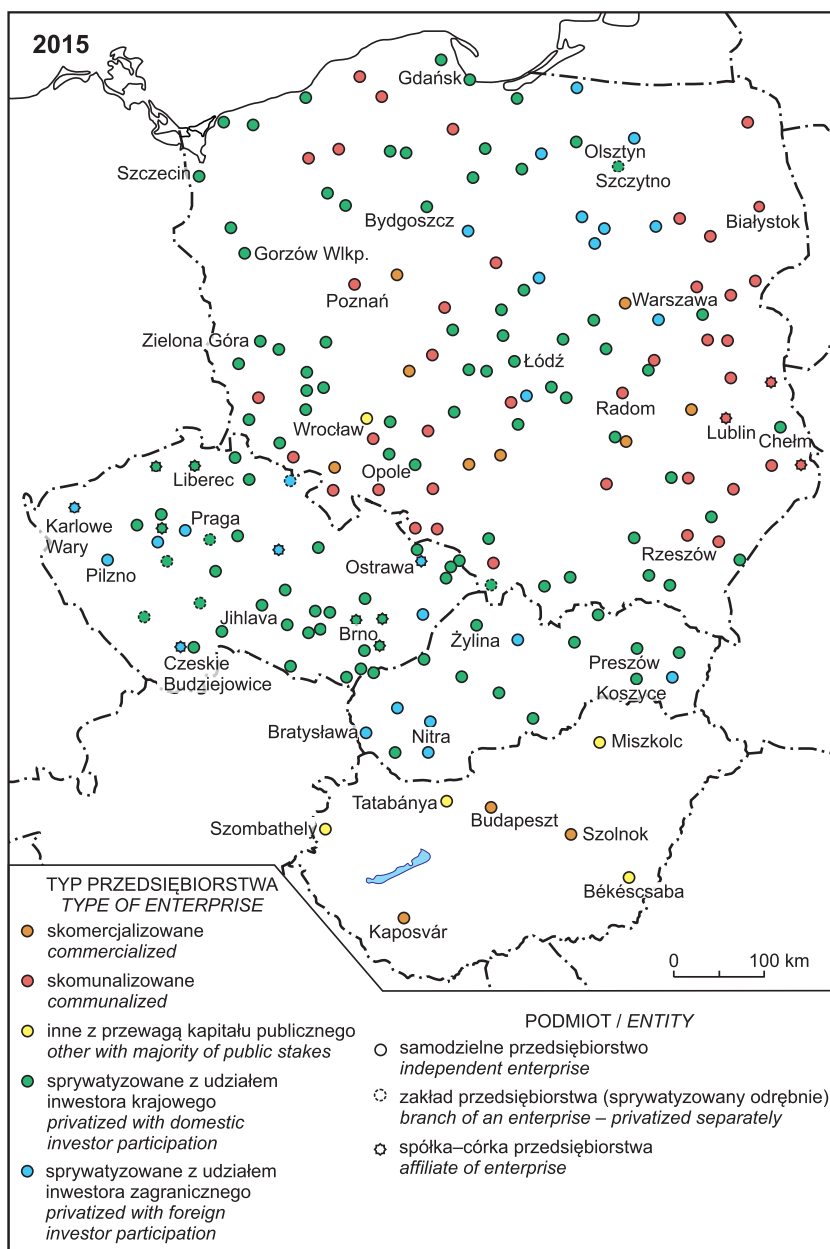 2015
Gdańsk
Szczecin
Olsztyn
Szczytno
Bydgoszcz
Białystok
Gorzów Wlkp.
Poznań
Warszawa
Zielona Góra
Łódź
Radom
Wrocław
Lublin
Chełm
Opole
Liberec
Karlowe
Wary
Praga
Rzeszów
Pilzno
Ostrawa
Jihlava
Brno
Żylina
Czeskie
Budziejowice
Preszów
Koszyce
Bratysława
Nitra
Miszkolc
Tatabánya
Budapeszt
Szombathely
Szolnok
Békéscsaba
Kaposvár
0 100 km
TYP PRZEDSIĘBIORSTWA
TYPE OF ENTERPRISE
skomercjalizowane
commercialized
skomunalizowane
communalized
inne z przewagą kapitału publicznego
other with majority of public stakes
sprywatyzowane z udziałem
inwestora krajowego
privatized with domestic
investor participation
sprywatyzowane z udziałem
inwestora zagranicznego
privatized with foreign
investor participation
PODMIOT / ENTITY
samodzielne przedsiębiorstwo
independent enterprise
zakład przedsiębiorstwa (sprywatyzowany odrębnie)
branch of an enterprise – privatized separately
spółka–córka przedsiębiorstwa
affiliate of enterprise